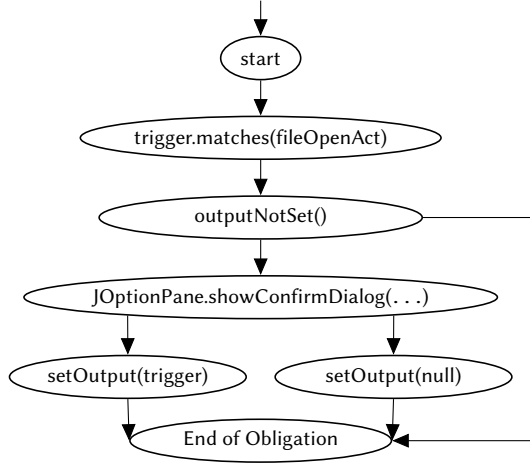 start
trigger.matches(fileOpenAct)
outputNotSet()
JOptionPane.showConfirmDialog(. . .)
setOutput(trigger)
setOutput(null)
End of Obligation